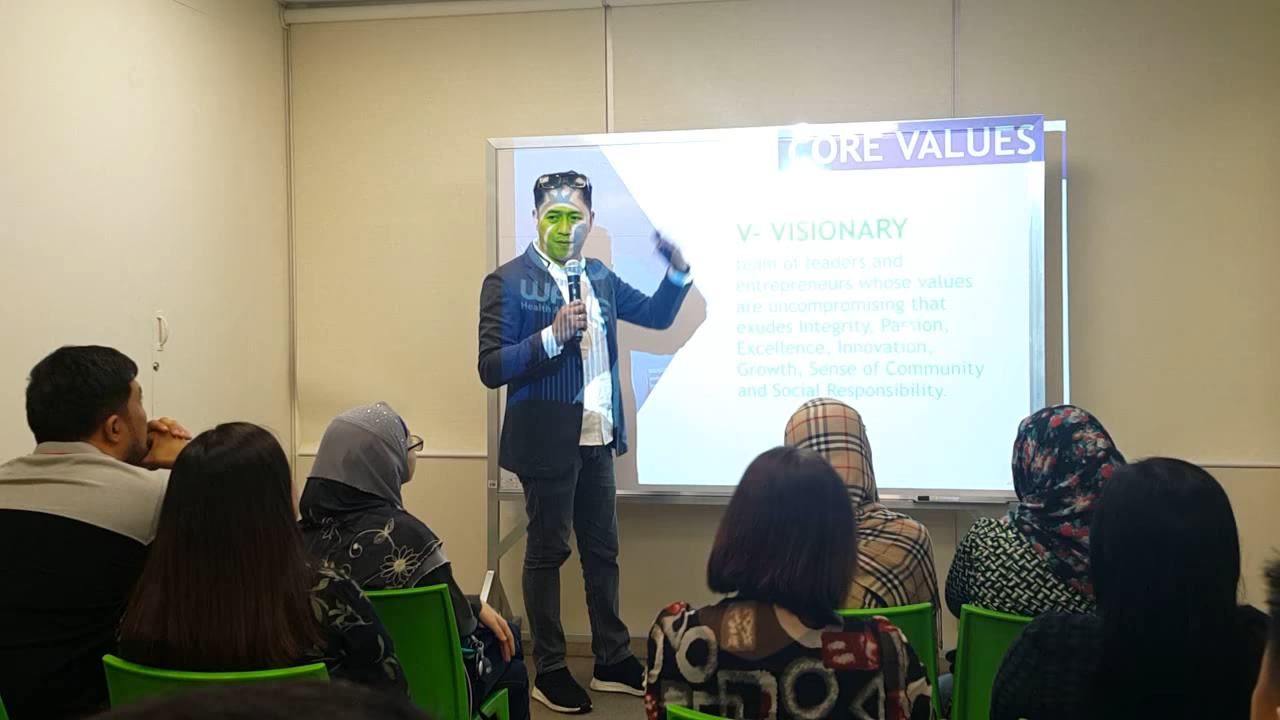 CORE VALUES
V- VISIONARY
team of leaders and
entrepreneurs whose values
are uncompromising that
exudes Integrity, Passion,
Excellence, Innovation,
Growth, Sense of Community
and Social Responsibility.
Health